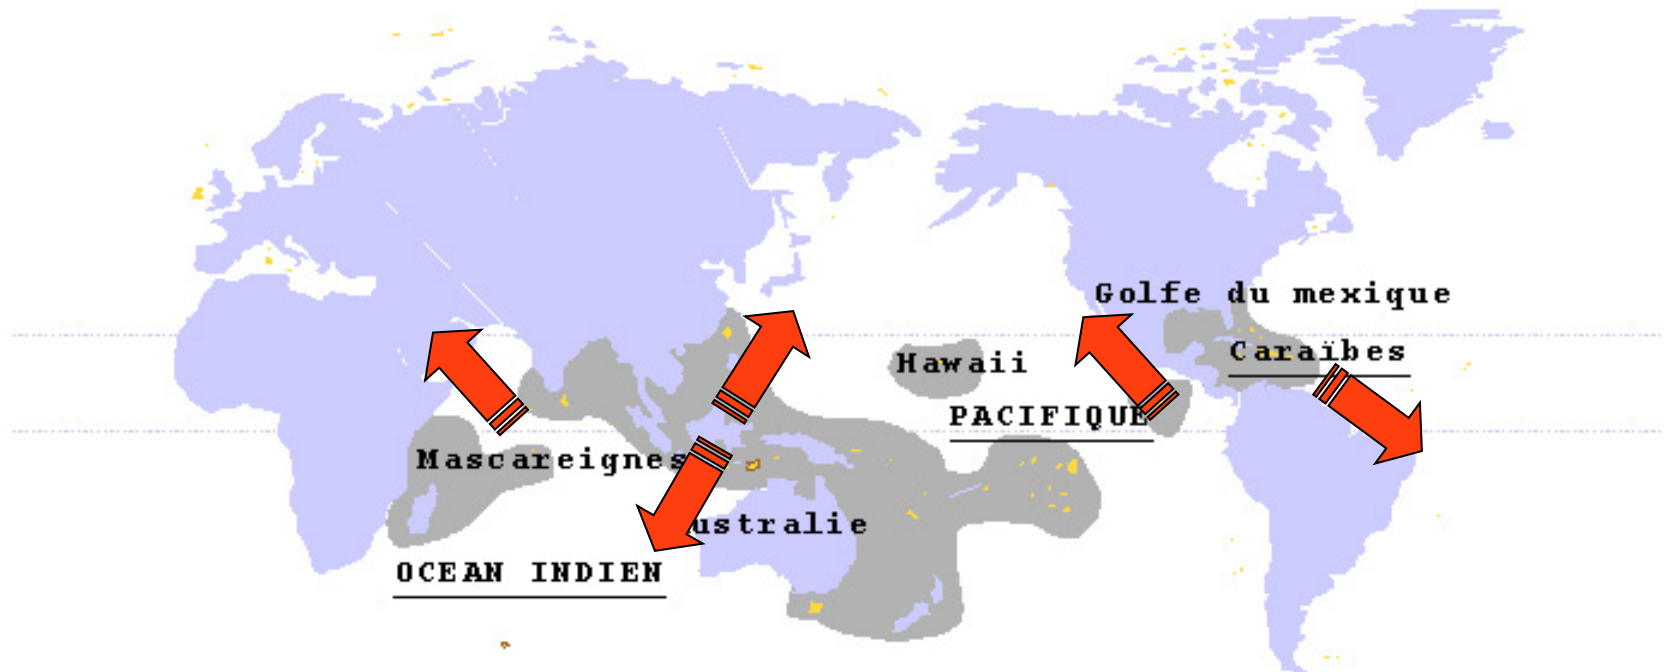 Golfe du mexique
Caraïbes
Hawaii
PACIFIQUE
Mascareignes
ustralie
OCEAN INDIEN